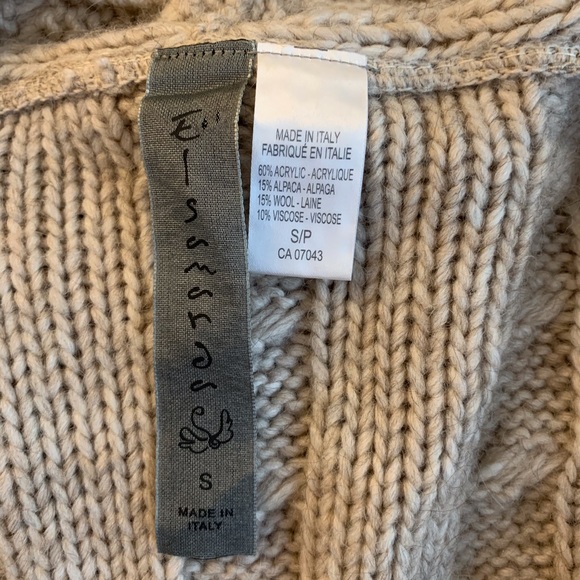 Elsamanda
S
MADE IN
ITALY
MADE IN ITALY
FABRIQUÉ EN ITALIE
60% ACRYLIC - ACRYLIQUE
15% ALPACA - ALPAGA
15% WOOL - LAINE
10% VISCOSE - VISCOSE
S/P
CA 07043